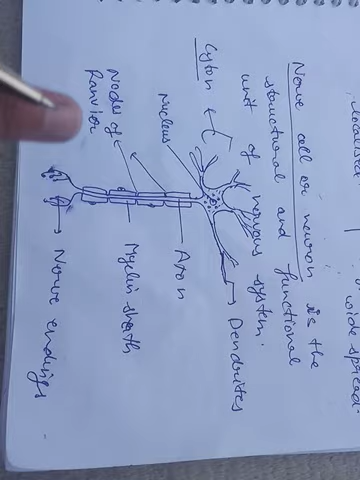 localised
wide spread.
Nerve cell or neuron is the
structural and functional
unit of nervous system.
Cyton
Nucleus
Dendrites
Axon
Nodes of
Ranvier
Myelin sheath
Nerve endings